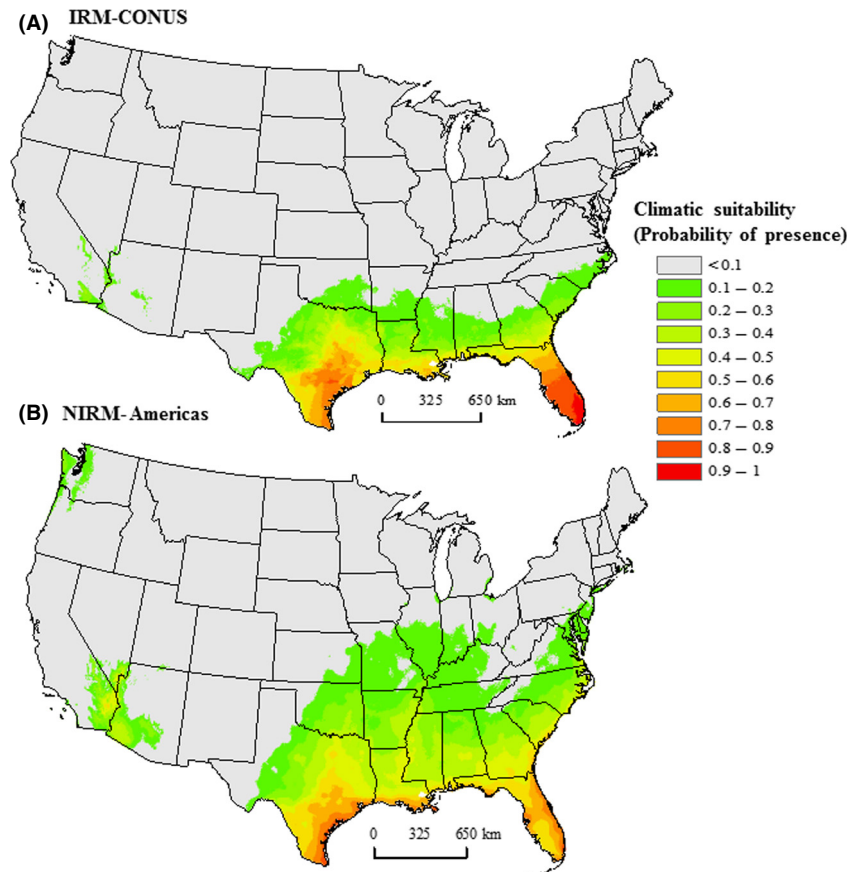 (A) IRM-CONUS
Climatic suitability
(Probability of presence)
< 0.1
0.1 – 0.2
0.2 – 0.3
0.3 – 0.4
0.4 – 0.5
0.5 – 0.6
0.6 – 0.7
0.7 – 0.8
0.8 – 0.9
0.9 – 1
0 325 650 km
(B) NIRM-Americas
0 325 650 km